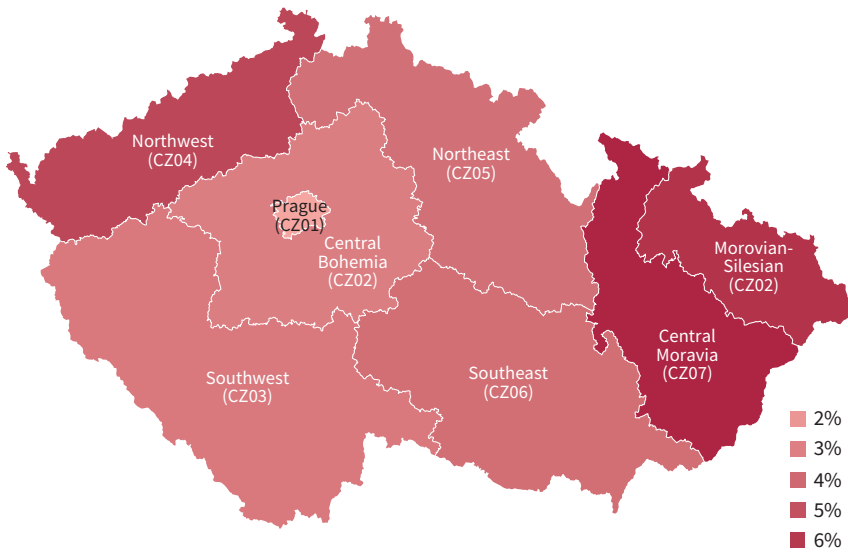 Northwest
(CZ04)
Northeast
(CZ05)
Prague
(CZ01)
Central
Bohemia
(CZ02)
Morovian-
Silesian
(CZ02)
Central
Moravia
(CZ07)
Southwest
(CZ03)
Southeast
(CZ06)
2%
3%
4%
5%
6%